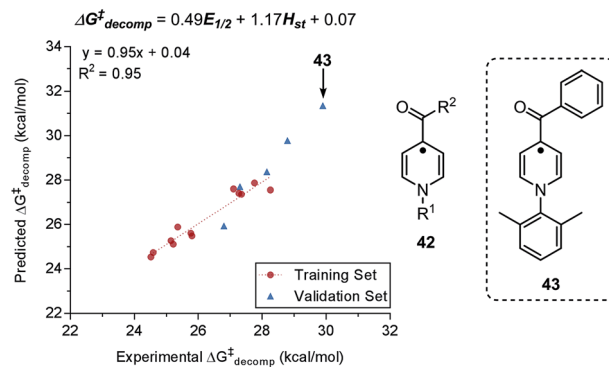 ΔG‡decomp = 0.49E1/2 + 1.17Hst + 0.07
y = 0.95x + 0.04
R2 = 0.95
43
Predicted ΔG‡decomp (kcal/mol)
34
32
30
28
26
24
22
22 24 26 28 30 32
Training Set
Validation Set
Experimental ΔG‡decomp (kcal/mol)
O R2
N
R1
42
O
N
43